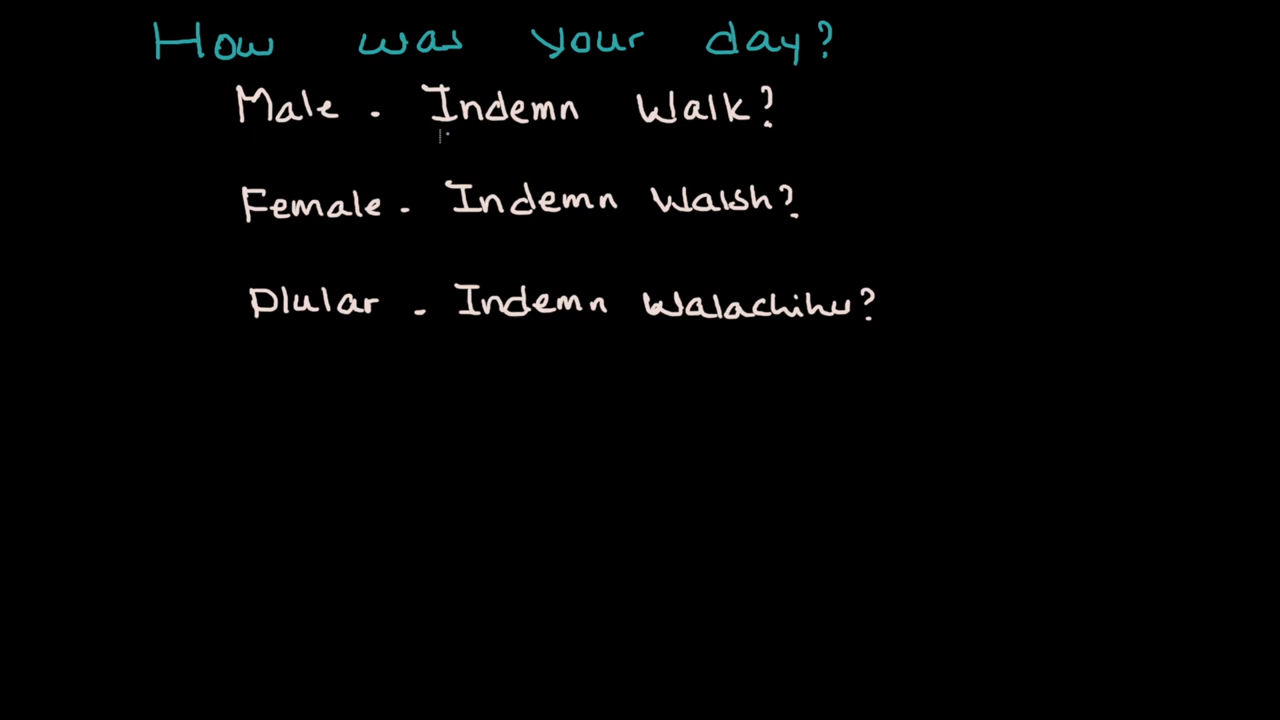 How was your day?
Male. Indemn Walk?
Female. Indemn Walsh?
Plular. Indemn Walachihu?